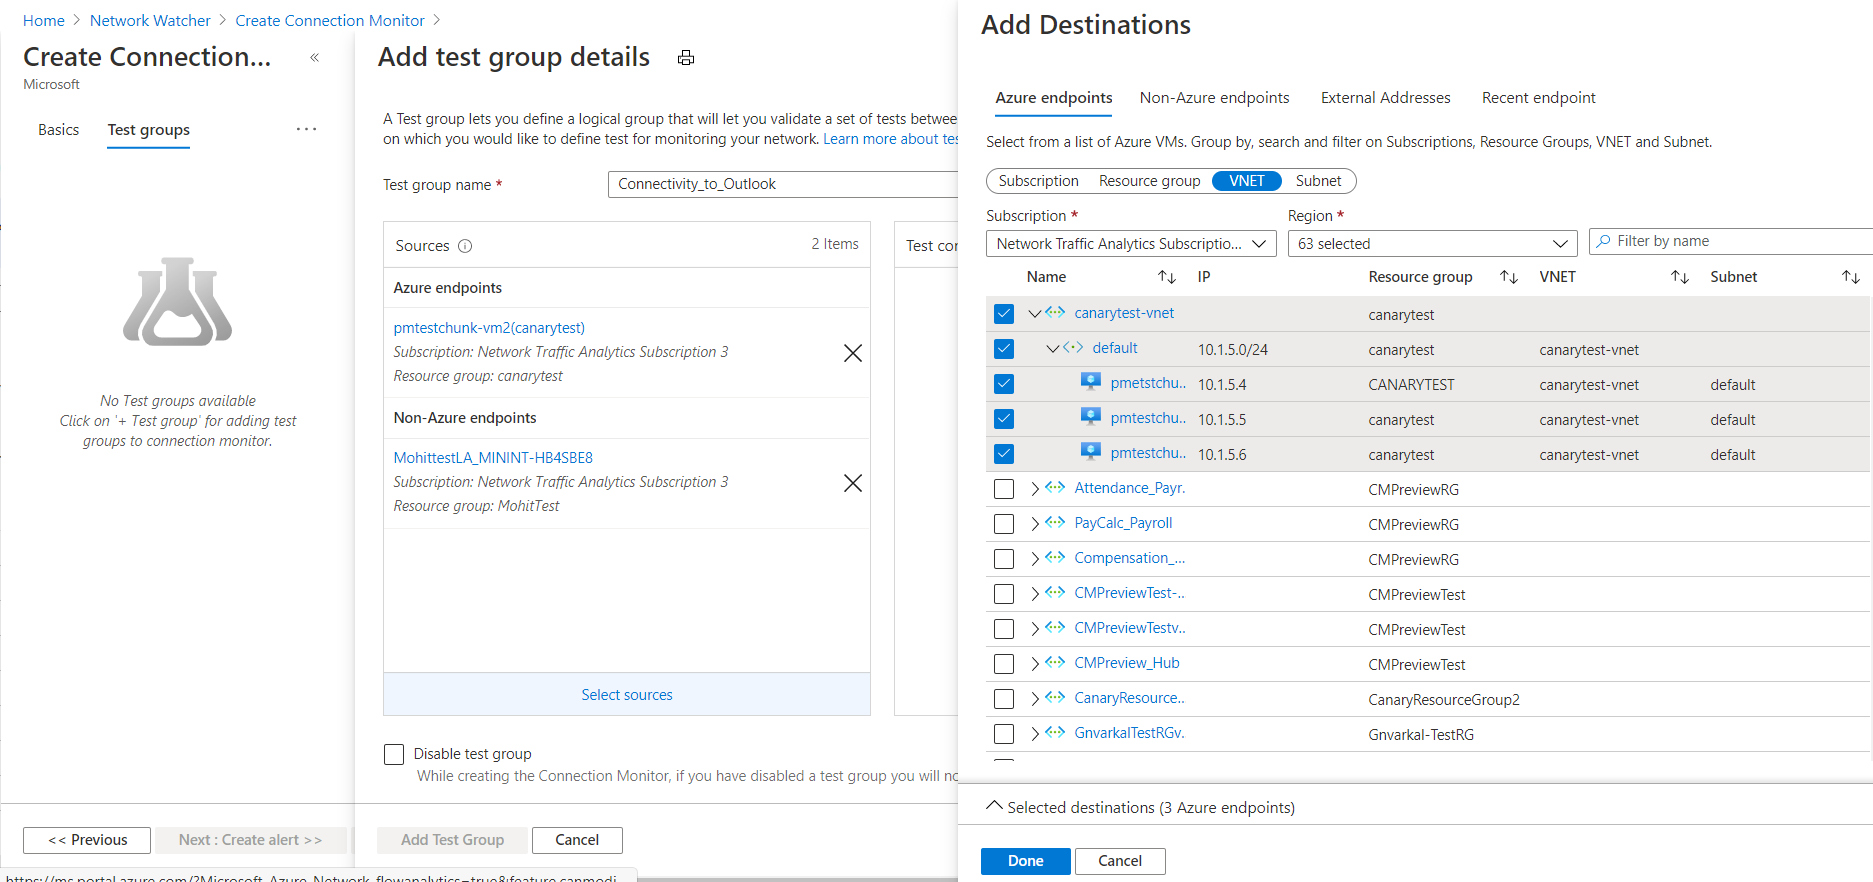 Home > Network Watcher > Create Connection Monitor >
Create Connection... «
Microsoft
Basics Test groups ...
No Test groups available
Click on '+ Test group' for adding test
groups to connection monitor.
<< Previous Next : Create alert >>
Add test group details
A Test group lets you define a logical group that will let you validate a set of tests between
on which you would like to define test for monitoring your network. Learn more about tes
Test group name * Connectivity_to_Outlook
Sources 2 Items
Azure endpoints
pmtestchunk-vm2(canarytest)
Subscription: Network Traffic Analytics Subscription 3
Resource group: canarytest
Non-Azure endpoints
MohittestLA_MININT-HB4SBE8
Subscription: Network Traffic Analytics Subscription 3
Resource group: MohitTest
Select sources
Test cor
Disable test group
While creating the Connection Monitor, if you have disabled a test group you will no
Add Test Group Cancel
Add Destinations
Azure endpoints Non-Azure endpoints External Addresses Recent endpoint
Select from a list of Azure VMs. Group by, search and filter on Subscriptions, Resource Groups, VNET and Subnet.
Subscription Resource group VNET Subnet
Subscription * Region *
Network Traffic Analytics Subscriptio... 63 selected Filter by name
Name IP Resource group VNET Subnet
canarytest-vnet canarytest
default 10.1.5.0/24 canarytest canarytest-vnet
pmetstchu.. 10.1.5.4 CANARYTEST canarytest-vnet default
pmtestchu.. 10.1.5.5 canarytest canarytest-vnet default
pmtestchu.. 10.1.5.6 canarytest canarytest-vnet default
Attendance_Payr. CMPreviewRG
PayCalc_Payroll CMPreviewRG
Compensation_... CMPreviewRG
CMPreviewTest-.. CMPreviewTest
CMPreviewTestv.. CMPreviewTest
CMPreview_Hub CMPreviewTest
CanaryResource.. CanaryResourceGroup2
GnvarkalTestRGv. Gnvarkal-TestRG
Selected destinations (3 Azure endpoints)
Done Cancel
https://ms.portal.azure.com/?Microsoft_Azure_Network_flowanalytics=true&feature.canmodi